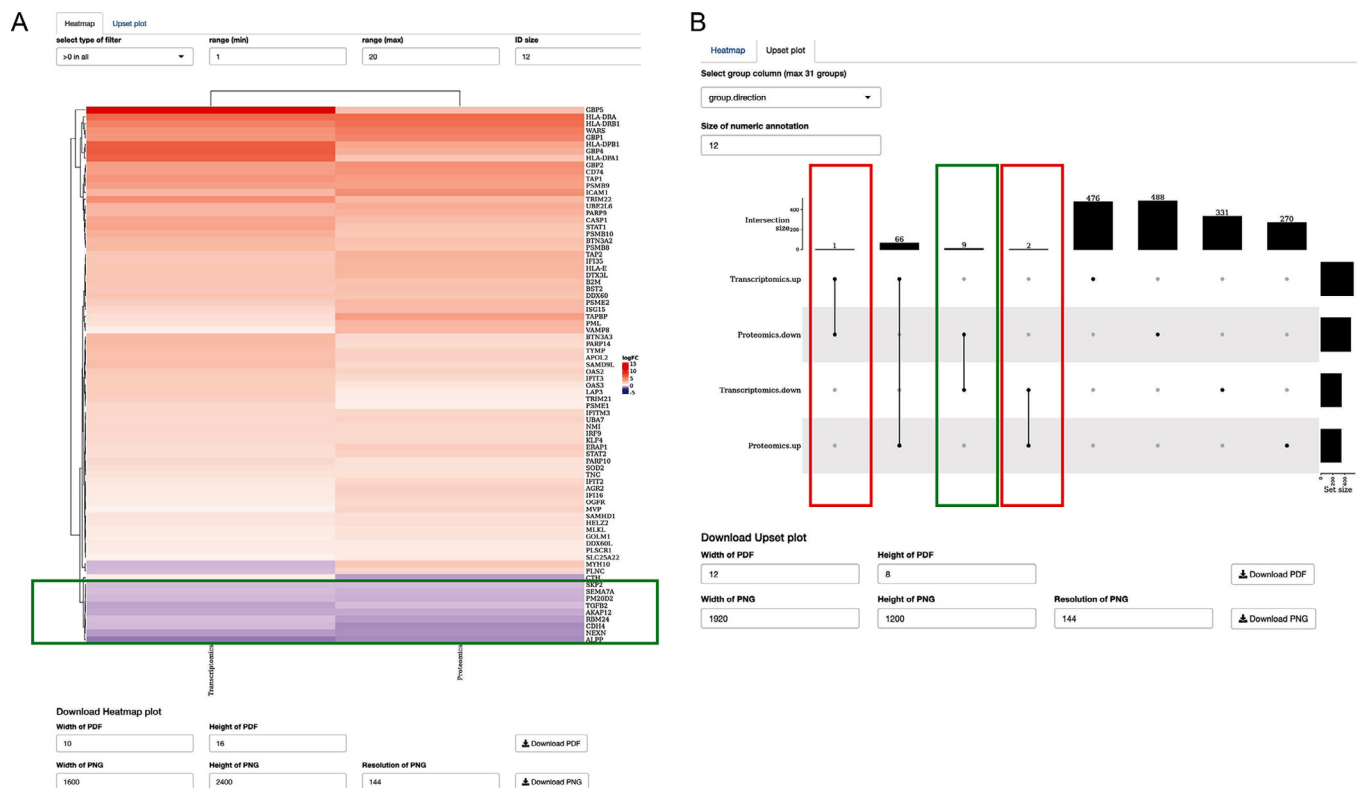 A
Heatmap
Upset plot
select type of filter
range (min)
range (max)
ID size
>0 in all
1
20
12
GBP5
HLA-DRA
HLA-DRB1
WARS
GBP1
HLA-DPB1
GBP4
HLA-DPA1
GBP2
CD74
TAP1
PSMB9
ICAM1
TRIM22
UBE2L6
PARP9
CASP1
STAT1
PSMB10
BTN3A2
PSMB8
TAP2
IFI35
HLA-E
DTX3L
B2M
BST2
DDX60
PSME2
ISG15
TAPBP
PML
VAMP8
BTN3A3
PARP14
TYMP
APOL2
SAMD9L
OAS2
IFIT3
OAS3
LAP3
TRIM21
PSME1
IFITM3
UBA7
NMI
IRF9
KLF4
ERAP1
STAT2
PARP10
SOD2
TNC
IFIT2
AGR2
IFI16
OGFR
MVP
SAMHD1
HELZ2
MLKL
GOLM1
DDX60L
PLSCR1
SLC25A22
MYH10
FLNC
CTH
SKP2
SEMA7A
PM20D2
TGFB2
AKAP12
RBM24
CDH4
NEXN
ALPP
logFC
15
10
5
0
-5
Transcriptomics
Proteomics
Download Heatmap plot
Width of PDF
Height of PDF
10
16
Download PDF
Width of PNG
Height of PNG
Resolution of PNG
1600
2400
144
Download PNG
B
Heatmap
Upset plot
Select group column (max 31 groups)
group.direction
Size of numeric annotation
12
Intersection
size
400
200
0
1
66
9
2
476
488
331
270
Transcriptomics.up
Proteomics.down
Transcriptomics.down
Proteomics.up
0
200
400
Set size
Download Upset plot
Width of PDF
Height of PDF
12
8
Download PDF
Width of PNG
Height of PNG
Resolution of PNG
1920
1200
144
Download PNG